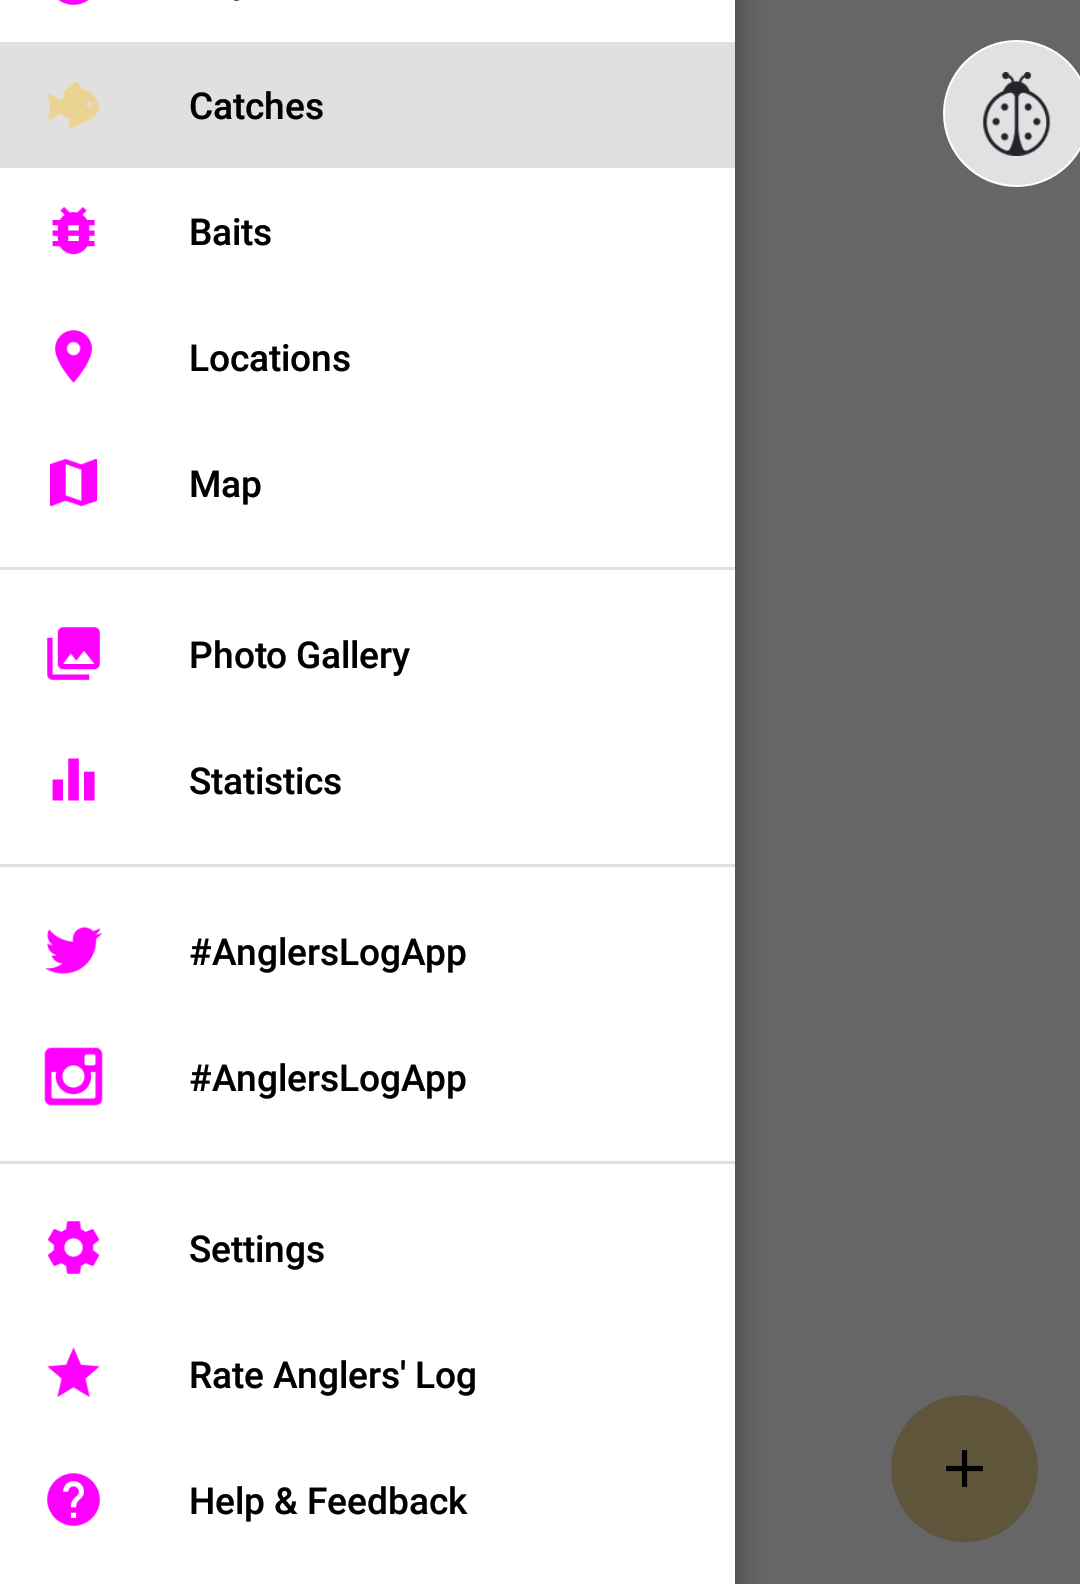 Catches
Baits
Locations
Map
Photo Gallery
Statistics
#AnglersLogApp
#AnglersLogApp
Settings
Rate Anglers' Log
Help & Feedback